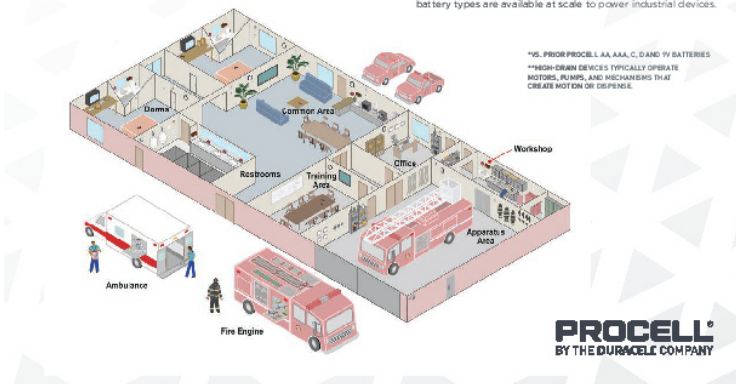 battery types are available at scale to power industrial devices.
*VS. PRIOR PROCELL AA, AAA, C, D AND 9V BATTERIES
**HIGH-DRAIN DEVICES TYPICALLY OPERATE
MOTORS, PUMPS, AND MECHANISMS THAT
CREATE MOTION OR DISPENSE.
Dorms
Common Area
Workshop
Office
Restrooms
Training
Area
Apparatus
Area
Ambulance
Fire Engine
PROCELL®
BY THE DURACELL COMPANY